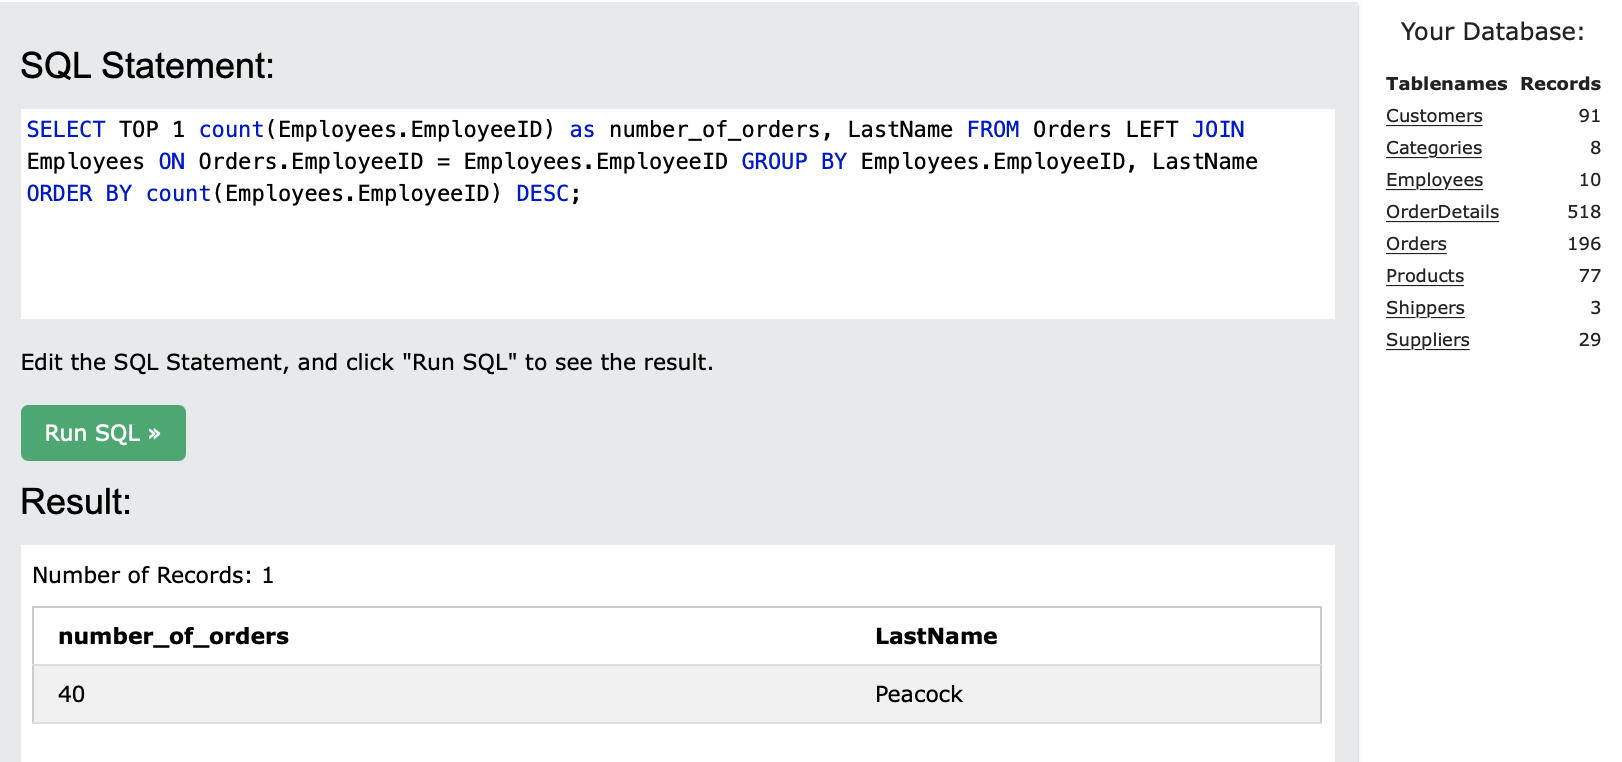 SQL Statement:
SELECT TOP 1 count(Employees.EmployeeID) as number_of_orders, LastName FROM Orders LEFT JOIN
Employees ON Orders.EmployeeID = Employees.EmployeeID GROUP BY Employees.EmployeeID, LastName
ORDER BY count(Employees.EmployeeID) DESC;
Edit the SQL Statement, and click "Run SQL" to see the result.
Run SQL »
Result:
Number of Records: 1
number_of_orders LastName
40 Peacock
Your Database:
Tablenames Records
Customers 91
Categories 8
Employees 10
OrderDetails 518
Orders 196
Products 77
Shippers 3
Suppliers 29